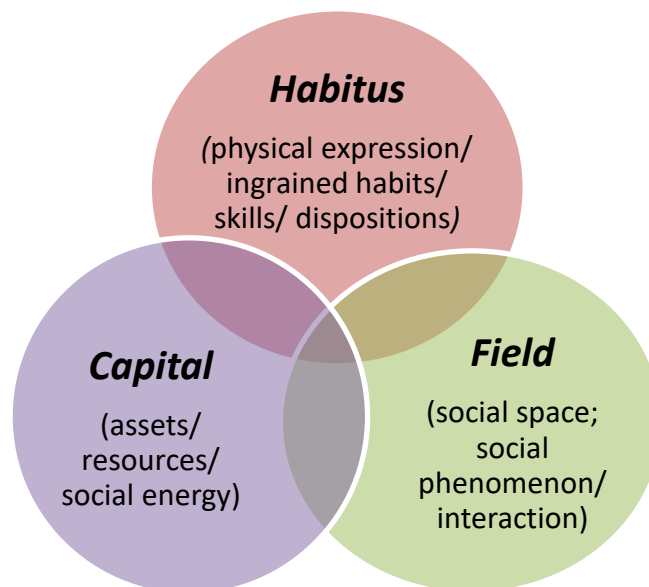 Habitus
(physical expression/
ingrained habits/
skills/ dispositions)
Capital
(assets/
resources/
social energy)
Field
(social space;
social
phenomenon/
interaction)